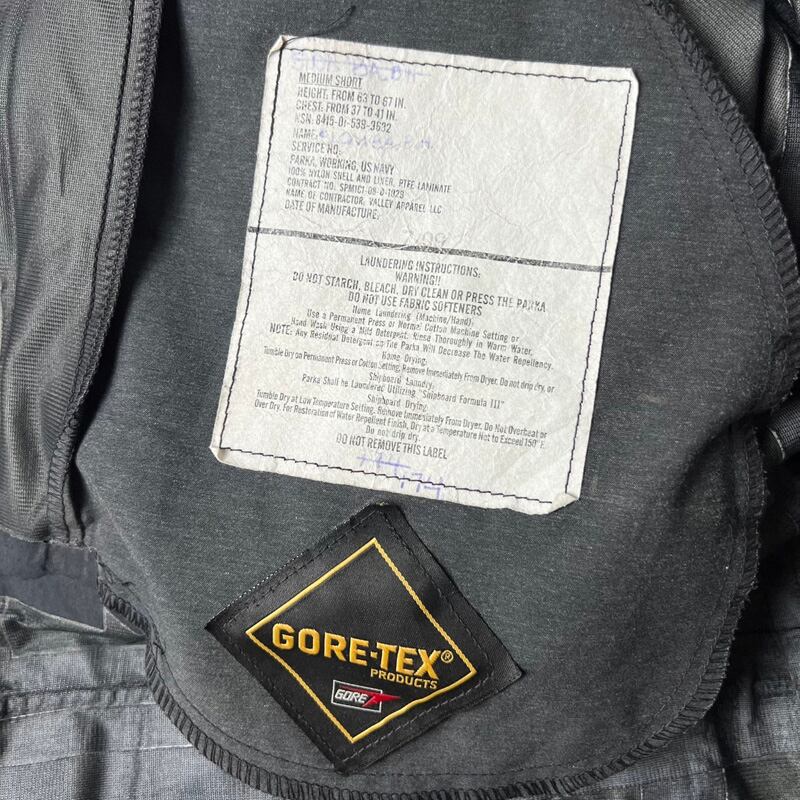 MEDIUM SHORT
HEIGHT: FROM 63 TO 67 IN.
CHEST: FROM 37 TO 41 IN.
NSN: 8415-01-539-3632
NAME:
SERVICE NO:
PARKA, WORKING, US NAVY
100% NYLON SHELL AND LINER, PTFE LAMINATE
CONTRACT NO. SPM1C1-09-D-1029
NAME OF CONTRACTOR: VALLEY APPAREL LLC
DATE OF MANUFACTURE:
7/09
LAUNDERING INSTRUCTIONS:
WARNING!!
DO NOT STARCH, BLEACH, DRY CLEAN OR PRESS THE PARKA
DO NOT USE FABRIC SOFTENERS
Home Laundering (Machine/Hand):
Use a Permanent Press or Normal Cotton Machine Setting or
Hand Wash Using a Mild Detergent. Rinse Thoroughly in Warm Water.
NOTE: Any Residual Detergent on the Parka Will Decrease The Water Repellency.
Home Drying:
Tumble Dry on Permanent Press or Cotton Setting, Remove Immediately From Dryer. Do not drip dry, or
Shipboard Laundry:
Parka Shall be Laundered Utilizing "Shipboard Formula III"
Shipboard Drying:
Tumble Dry at Low Temperature Setting. Remove Immediately From Dryer. Do Not Overheat or
Over Dry. For Restoration of Water Repellent Finish, Dry at a Temperature Not to Exceed 150°F.
Do not drip dry.
DO NOT REMOVE THIS LABEL
474
GORE-TEX®
PRODUCTS
GORE